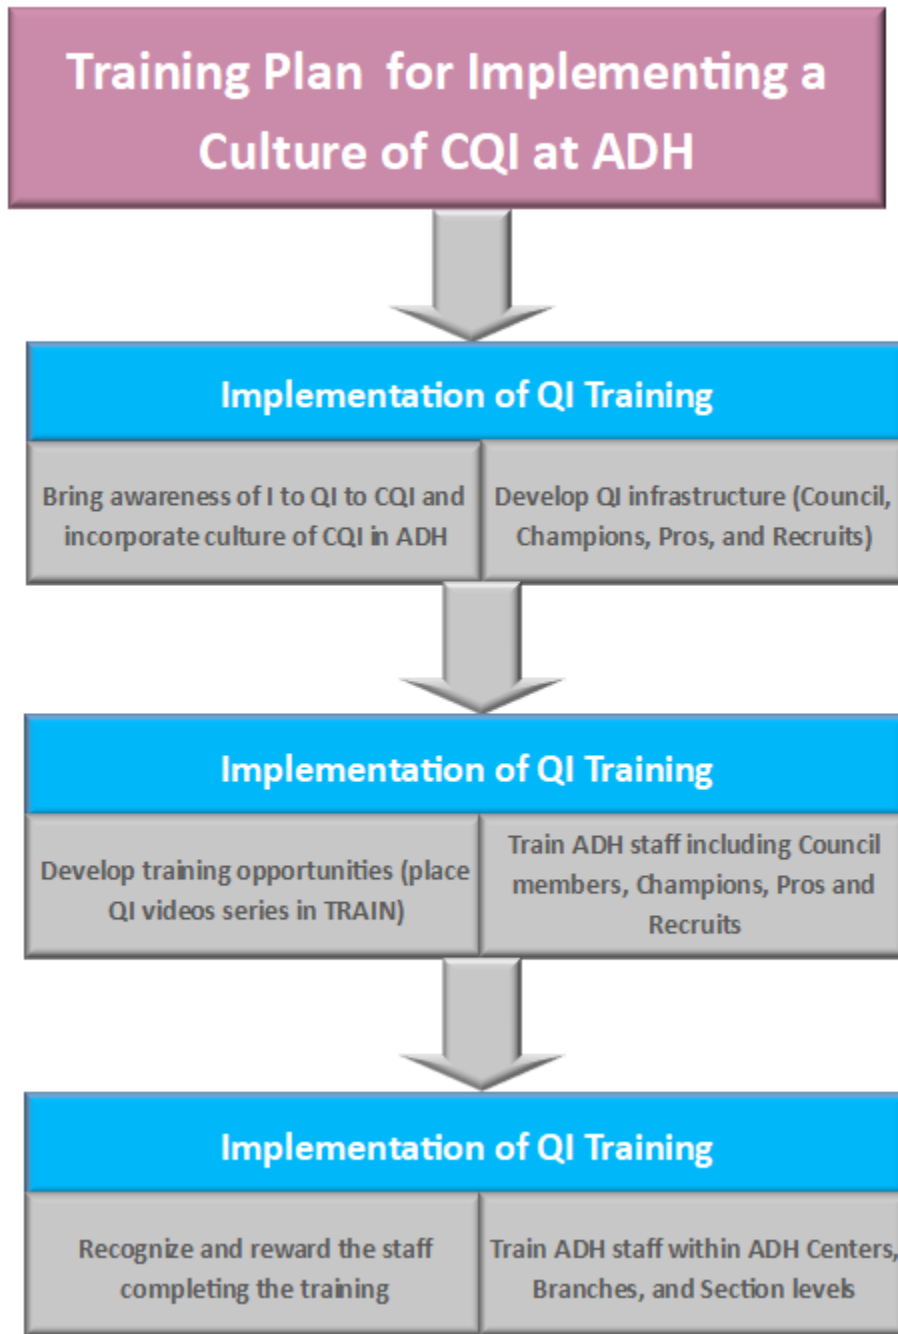 Training Plan for Implementing a
Culture of CQI at ADH
Implementation of QI Training
Bring awareness of I to QI to CQI and
incorporate culture of CQI in ADH
Develop QI infrastructure (Council,
Champions, Pros, and Recruits)
Implementation of QI Training
Develop training opportunities (place
QI videos series in TRAIN)
Train ADH staff including Council
members, Champions, Pros and
Recruits
Implementation of QI Training
Recognize and reward the staff
completing the training
Train ADH staff within ADH Centers,
Branches, and Section levels